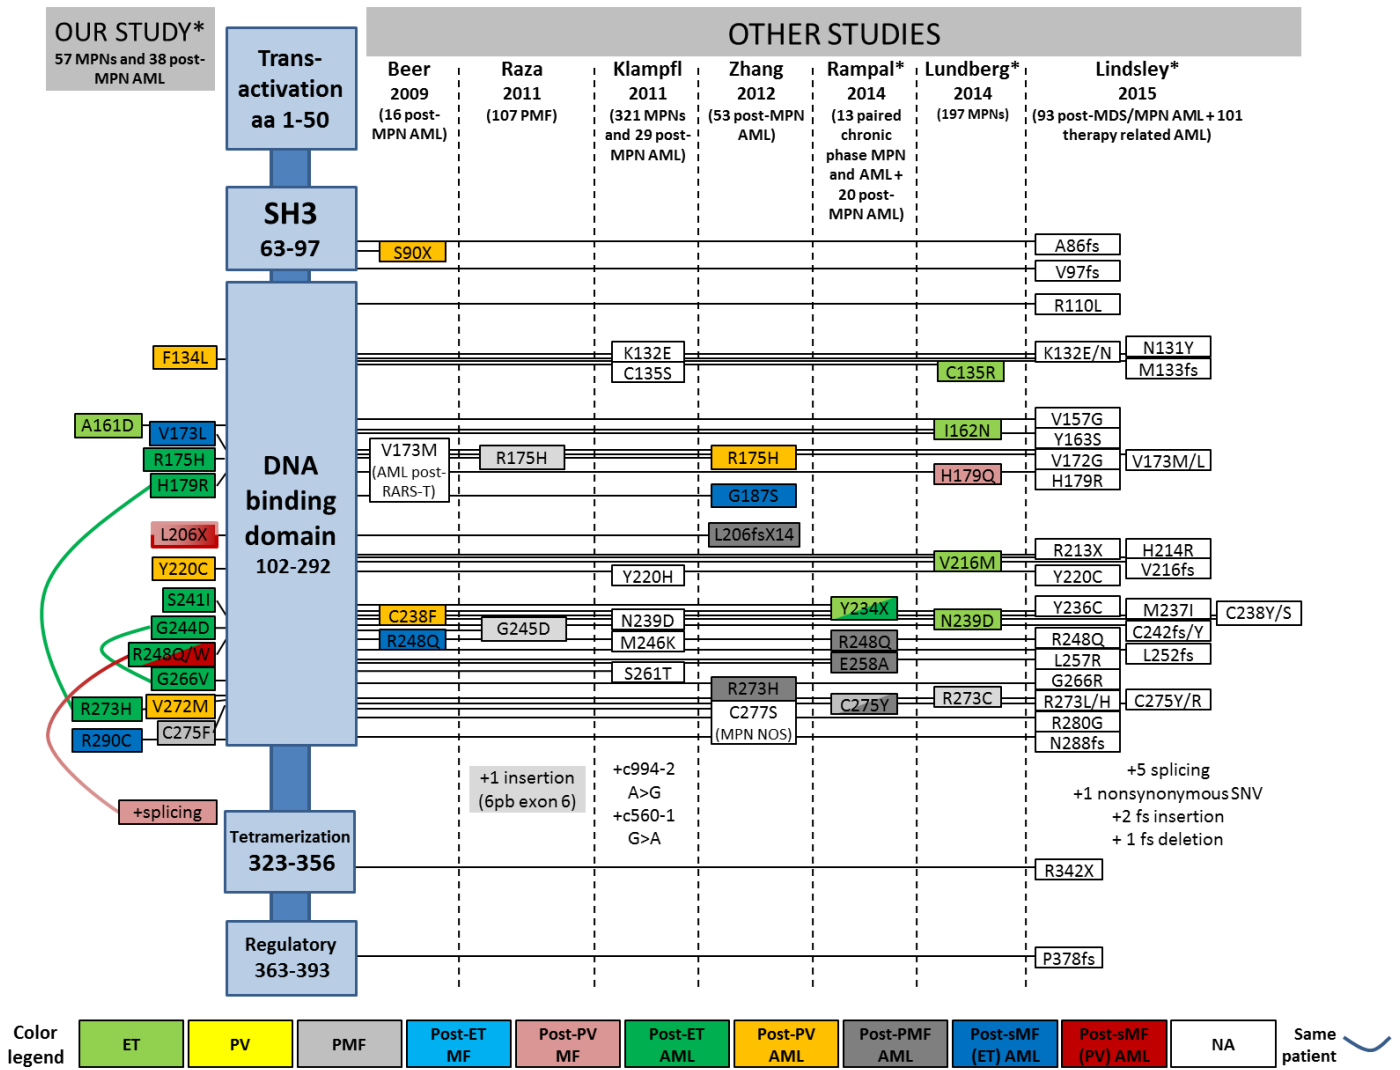 OUR STUDY*
57 MPNs and 38 post-
MPN AML
Trans-
activation
aa 1-50
SH3
63-97
DNA
binding
domain
102-292
Tetramerization
323-356
Regulatory
363-393
OTHER STUDIES
Beer
2009
(16 post-
MPN AML)
Raza
2011
(107 PMF)
Klampfl
2011
(321 MPNs
and 29 post-
MPN AML)
Zhang
2012
(53 post-MPN
AML)
Rampal*
2014
(13 paired
chronic
phase MPN
and AML+
20 post-
MPN AML)
Lundberg*
2014
(197 MPNs)
Lindsley*
2015
(93 post-MDS/MPN AML + 101
therapy related AML)
F134L
A161D
V173L
R175H
H179R
L206X
Y220C
S241I
G244D
R248Q/W
G266V
R273H
V272M
C275F
R290C
+splicing
S90X
V173M
(AML post-
RARS-T)
C238F
R248Q
R175H
G245D
+1 insertion
(6pb exon 6)
K132E
C135S
Y220H
N239D
M246K
S261T
+c994-2
A>G
+c560-1
G>A
R175H
G187S
L206fsX14
R273H
C277S
(MPN NOS)
Y234X
R248Q
E258A
C275Y
C135R
I162N
H179Q
V216M
N239D
R273C
A86fs
V97fs
R110L
K132E/N
N131Y
M133fs
V157G
Y163S
V172G
V173M/L
H179R
R213X
H214R
V216fs
Y220C
Y236C
M237I
C238Y/S
C242fs/Y
R248Q
L252fs
L257R
G266R
R273L/H
C275Y/R
R280G
N288fs
+5 splicing
+1 nonsynonymous SNV
+2 fs insertion
+ 1 fs deletion
R342X
P378fs
Color
legend
ET
PV
PMF
Post-ET
MF
Post-PV
MF
Post-ET
AML
Post-PV
AML
Post-PMF
AML
Post-sMF
(ET) AML
Post-sMF
(PV) AML
NA
Same
patient